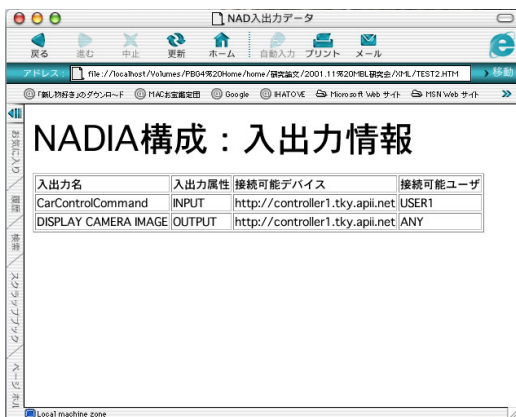 NAD入出力データ
戻る 進む 中止 更新 ホーム 自動入力 プリント メール
アドレス: file://localhost/Volumes/PBG4%20Home/home/研究論文/2001.11%20MBL研究会/XML/TEST2.HTM 移動
「新し物好き」のダウンロ〜ド MACお宝鑑定団 Google IHATOVE Microsoft Web サイト MSN Web サイト
お気に入り
履歴
検索
スクラップブック
ページ ホル
NADIA構成：入出力情報
入出力名 入出力属性 接続可能デバイス 接続可能ユーザ
CarControlCommand INPUT http://controller1.tky.apii.net USER1
DISPLAY CAMERA IMAGE OUTPUT http://controller1.tky.apii.net ANY
Local machine zone